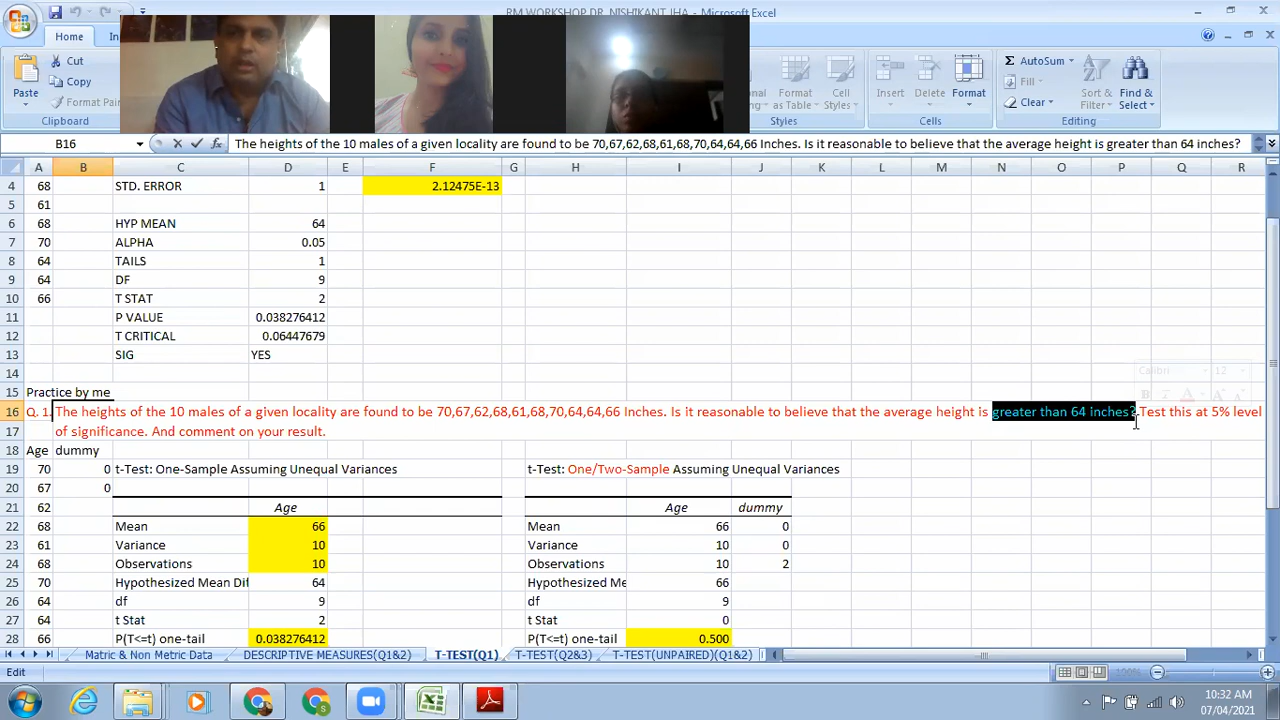 RM WORKSHOP DR. NISHIKANT JHA - Microsoft Excel
Home In
Cut
Copy
Format Pain
Paste
Clipboard
Format as Table
Cell Styles
Insert Delete Format
AutoSum
Fill
Clear
Sort & Filter
Find & Select
Styles
Cells
Editing
B16 The heights of the 10 males of a given locality are found to be 70,67,62,68,61,68,70,64,64,66 Inches. Is it reasonable to believe that the average height is greater than 64 inches?
A B C D E F G H I J K L M N O P Q R
4 68 STD. ERROR 1 2.12475E-13
5 61
6 68 HYP MEAN 64
7 70 ALPHA 0.05
8 64 TAILS 1
9 64 DF 9
10 66 T STAT 2
11 P VALUE 0.038276412
12 T CRITICAL 0.06447679
13 SIG YES
14
15 Practice by me
16 Q. 1. The heights of the 10 males of a given locality are found to be 70,67,62,68,61,68,70,64,64,66 Inches. Is it reasonable to believe that the average height is greater than 64 inches?.Test this at 5% level
17 of significance. And comment on your result.
18 Age dummy
19 70 0 t-Test: One-Sample Assuming Unequal Variances t-Test: One/Two-Sample Assuming Unequal Variances
20 67 0
21 62 Age Age dummy
22 68 Mean 66 Mean 66 0
23 61 Variance 10 Variance 10 0
24 68 Observations 10 Observations 10 2
25 70 Hypothesized Mean Dif 64 Hypothesized Me 66
26 64 df 9 df 9
27 64 t Stat 2 t Stat 0
28 66 P(T<=t) one-tail 0.038276412 P(T<=t) one-tail 0.500
Calibri 12
B I A
Matric & Non Metric Data DESCRIPTIVE MEASURES(Q1&2) T-TEST(Q1) T-TEST(Q2&3) T-TEST(UNPAIRED)(Q1&2)
Edit 100%
10:32 AM
07/04/2021